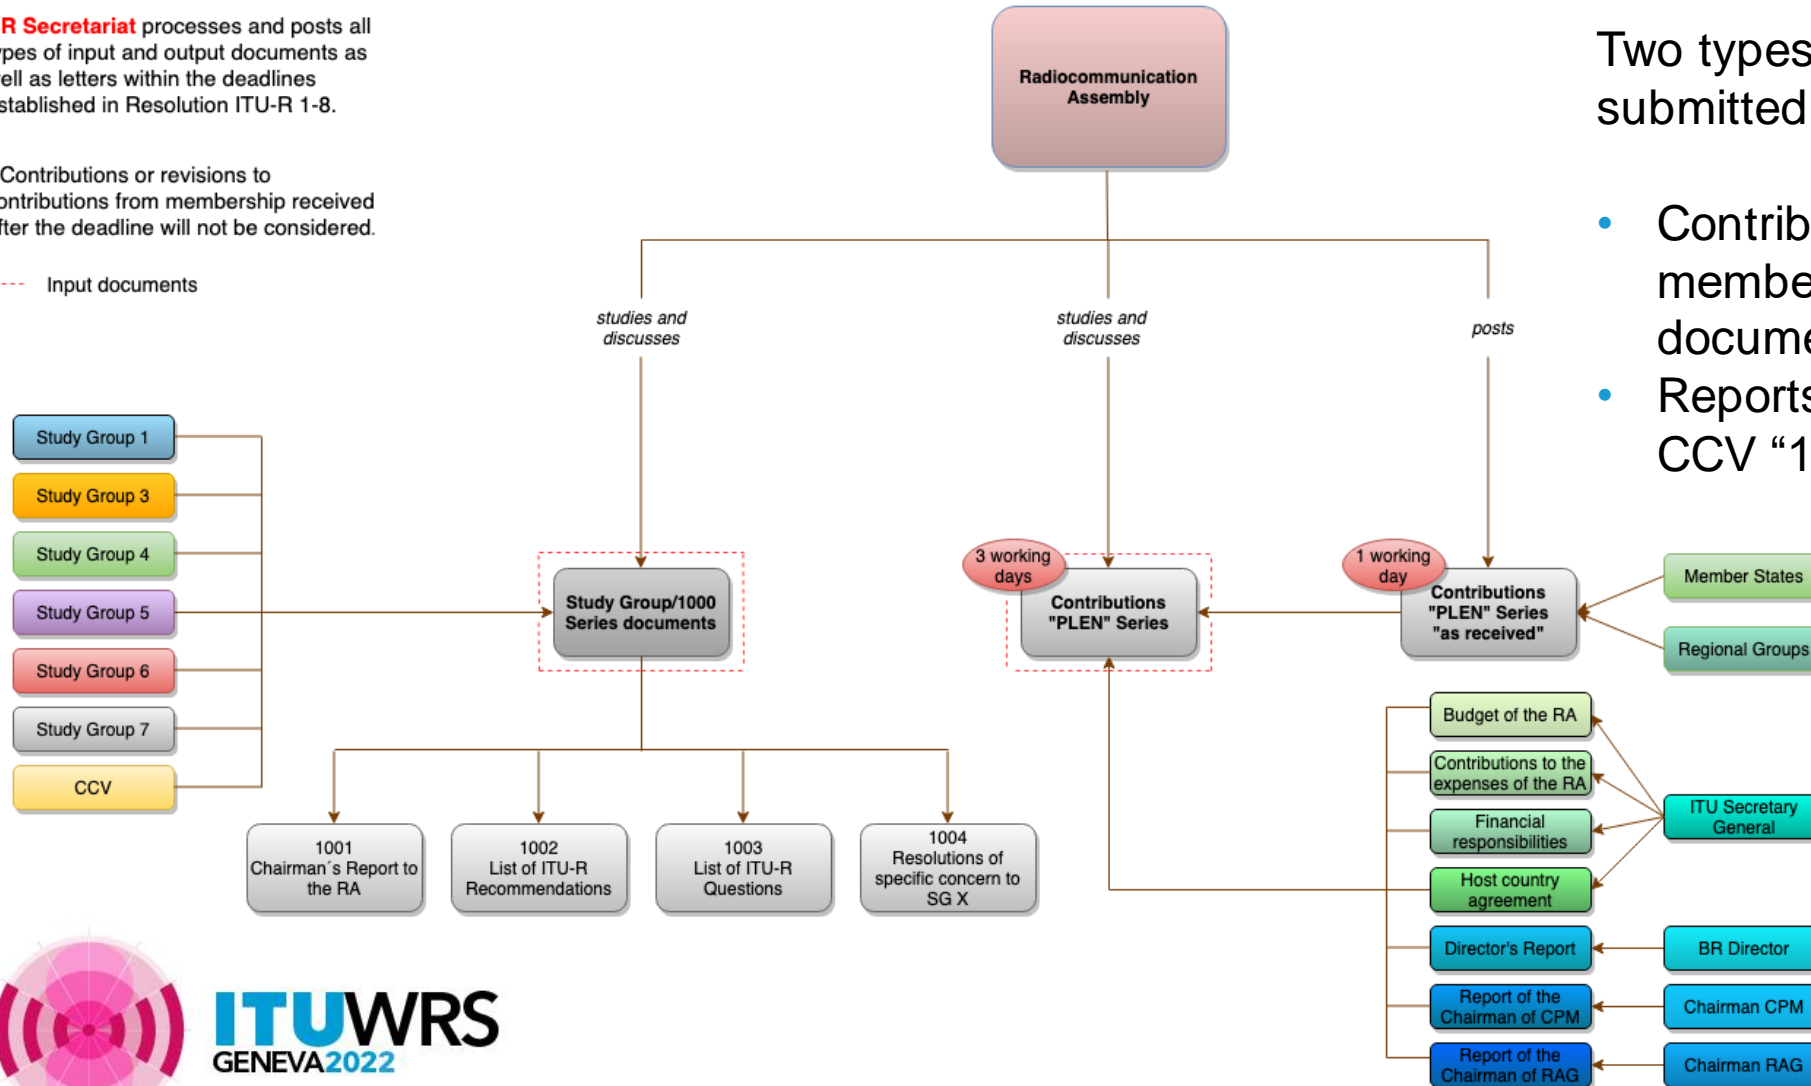 R Secretariat processes and posts all
ypes of input and output documents as
ell as letters within the deadlines
stablished in Resolution ITU-R 1-8.
Contributions or revisions to
ontributions from membership received
fter the deadline will not be considered.
Input documents
Radiocommunication
Assembly
Two types
submitted
• Contrib
membe
docume
• Reports
CCV “1
studies and
discusses
studies and
discusses
posts
Study Group 1
Study Group 3
Study Group 4
Study Group 5
Study Group 6
Study Group 7
CCV
Study Group/1000
Series documents
3 working
days
Contributions
"PLEN" Series
1 working
day
Contributions
"PLEN" Series
"as received"
Member States
Regional Groups
1001
Chairman´s Report to
the RA
1002
List of ITU-R
Recommendations
1003
List of ITU-R
Questions
1004
Resolutions of
specific concern to
SG X
Budget of the RA
Contributions to the
expenses of the RA
Financial
responsibilities
Host country
agreement
ITU Secretary
General
Director's Report
BR Director
Report of the
Chairman of CPM
Chairman CPM
Report of the
Chairman of RAG
Chairman RAG
ITUWRS
GENEVA2022